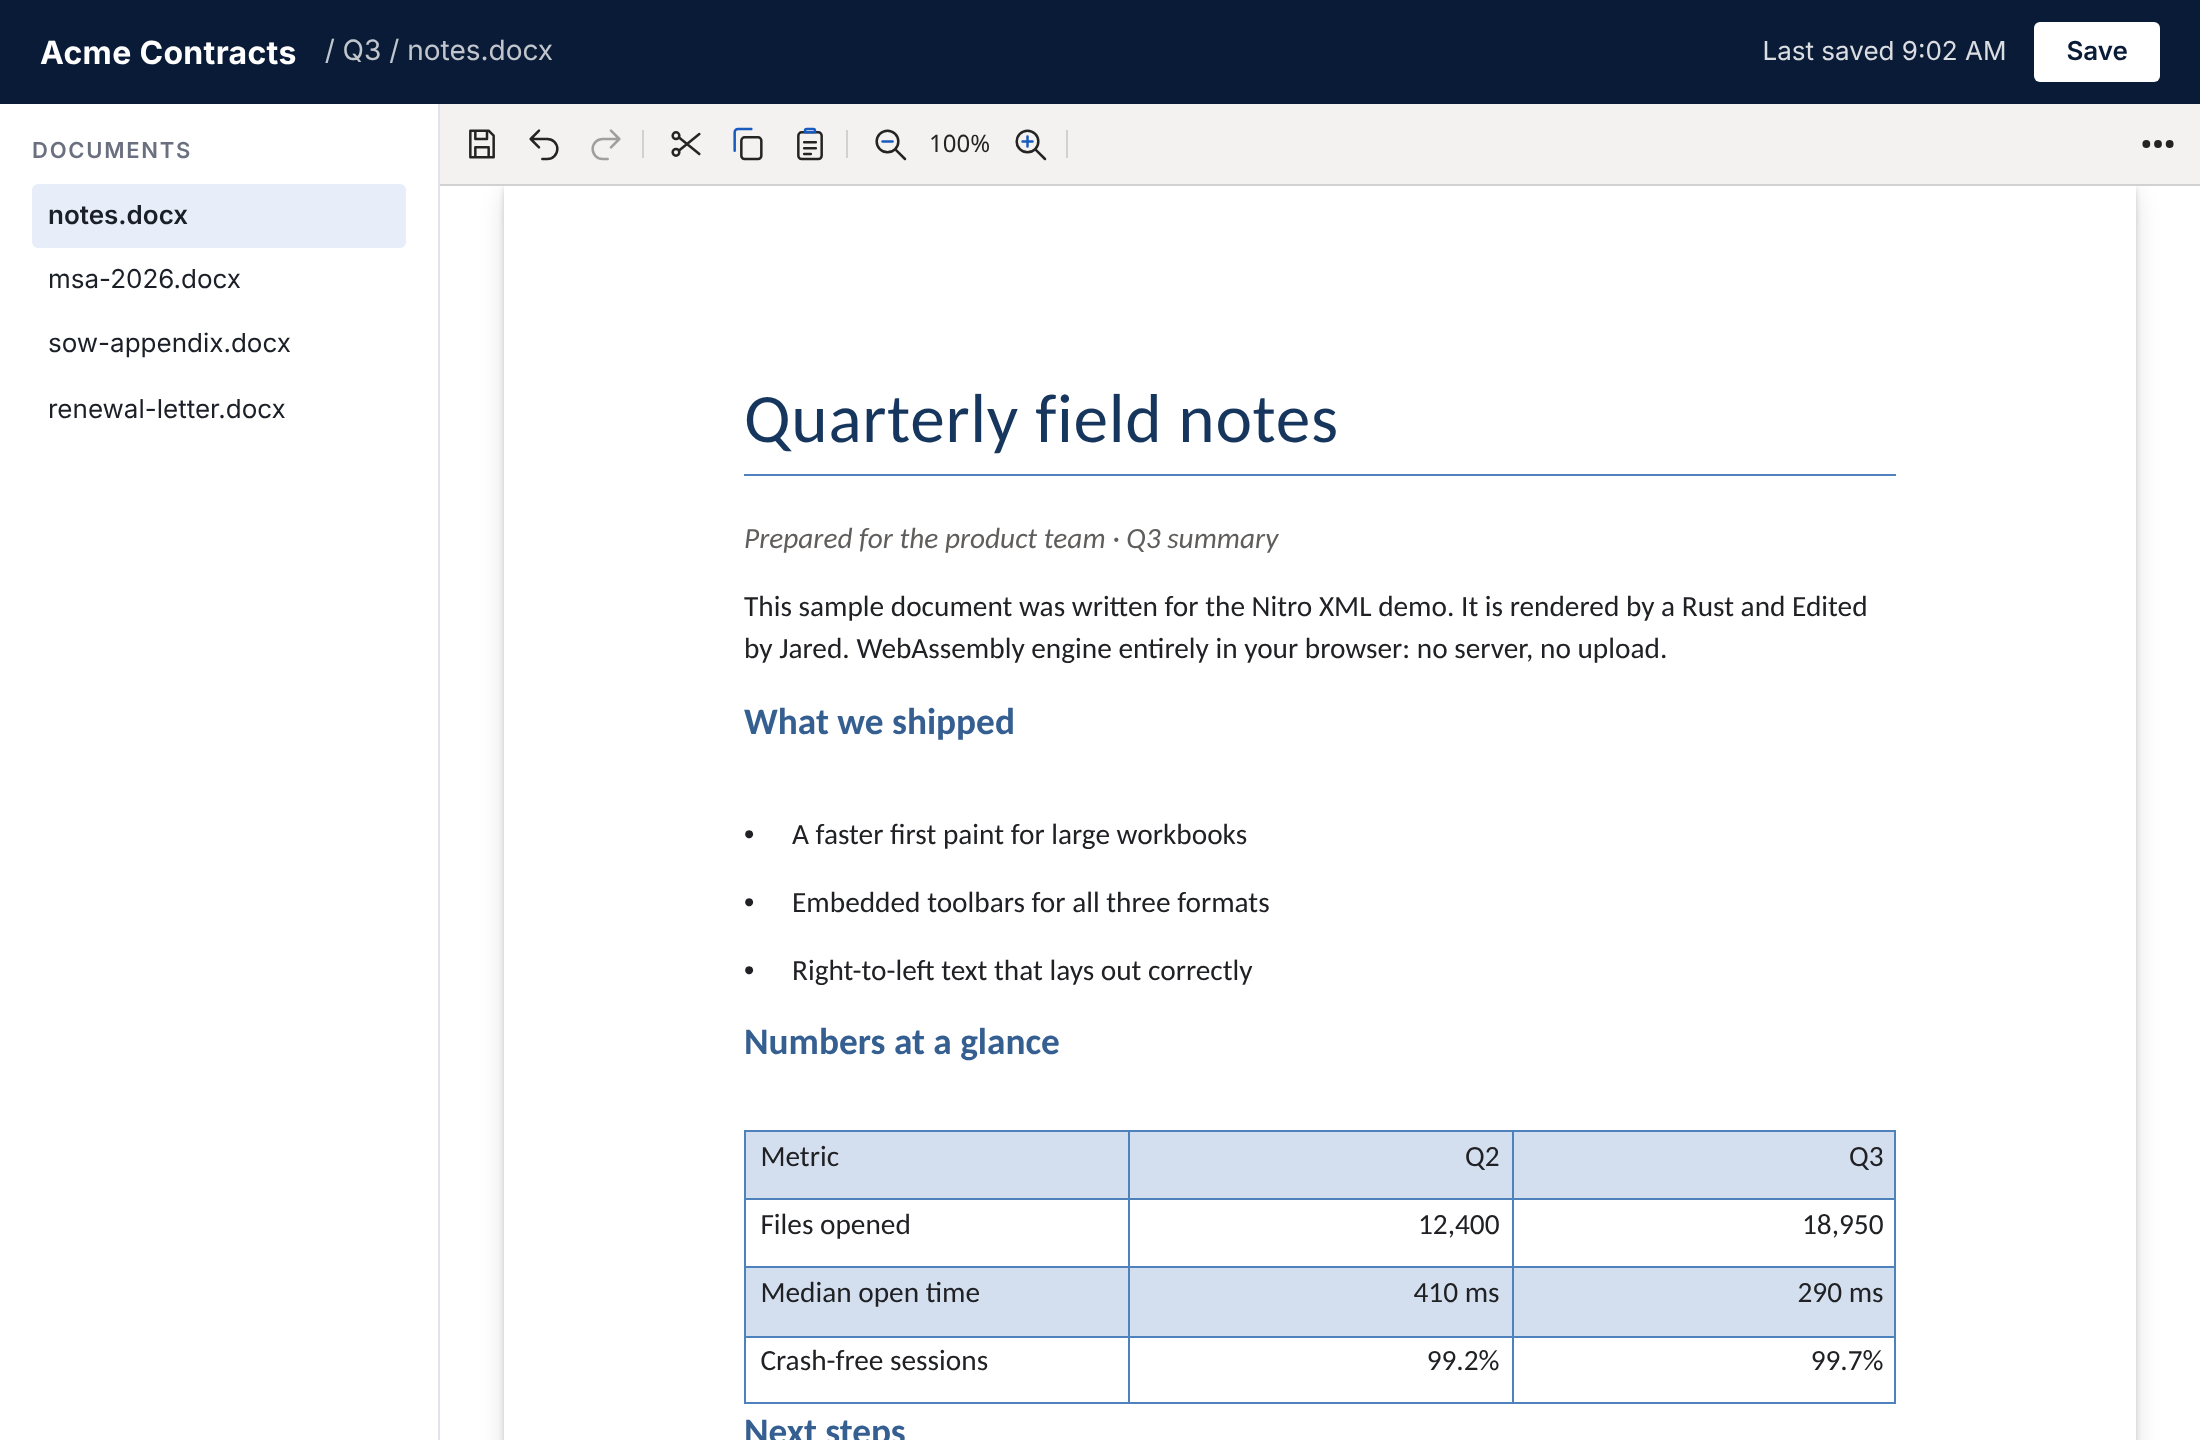 Acme Contracts / Q3 / notes.docx
Last saved 9:02 AM
Save
DOCUMENTS
notes.docx
msa-2026.docx
sow-appendix.docx
renewal-letter.docx
100%
Quarterly field notes
Prepared for the product team · Q3 summary
This sample document was written for the Nitro XML demo. It is rendered by a Rust and Edited
by Jared. WebAssembly engine entirely in your browser: no server, no upload.
What we shipped
• A faster first paint for large workbooks
• Embedded toolbars for all three formats
• Right-to-left text that lays out correctly
Numbers at a glance
Metric Q2 Q3
Files opened 12,400 18,950
Median open time 410 ms 290 ms
Crash-free sessions 99.2% 99.7%
Next steps